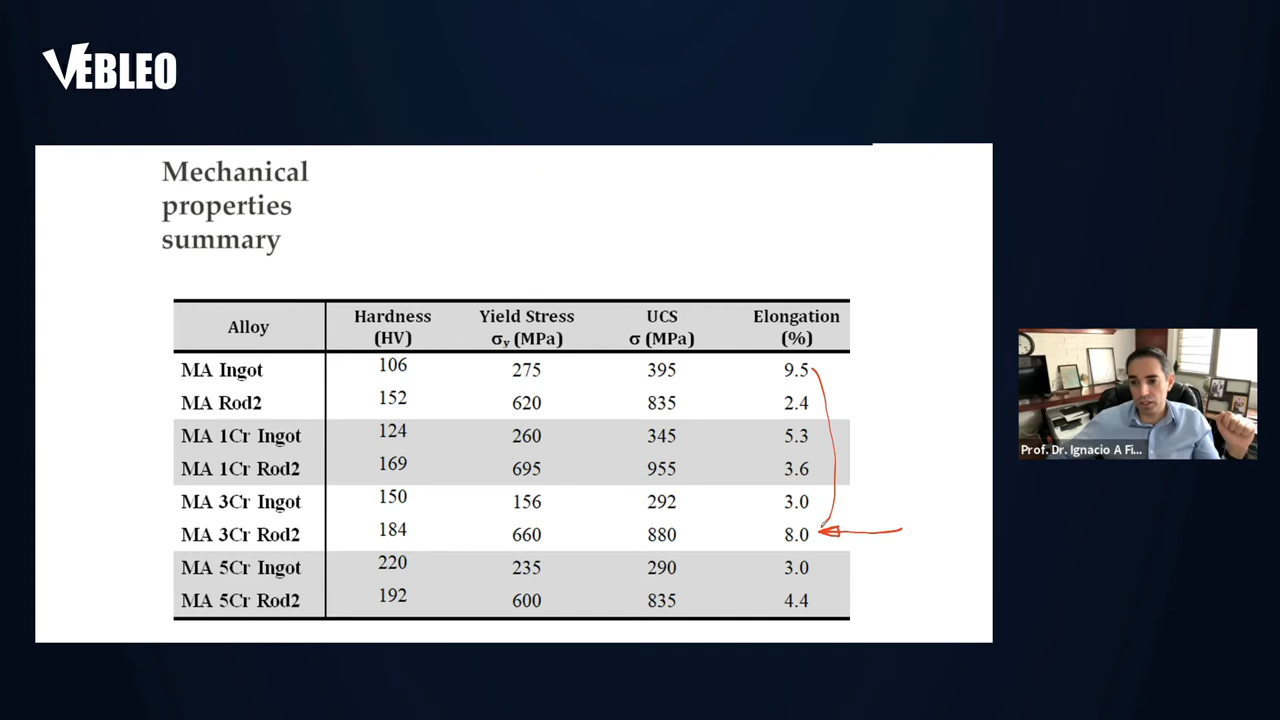 VEBLEO
Mechanical
properties
summary
Alloy Hardness (HV) Yield Stress σy (MPa) UCS σ (MPa) Elongation (%)
MA Ingot 106 275 395 9.5
MA Rod2 152 620 835 2.4
MA 1Cr Ingot 124 260 345 5.3
MA 1Cr Rod2 169 695 955 3.6
MA 3Cr Ingot 150 156 292 3.0
MA 3Cr Rod2 184 660 880 8.0
MA 5Cr Ingot 220 235 290 3.0
MA 5Cr Rod2 192 600 835 4.4
Prof. Dr. Ignacio A Fi...